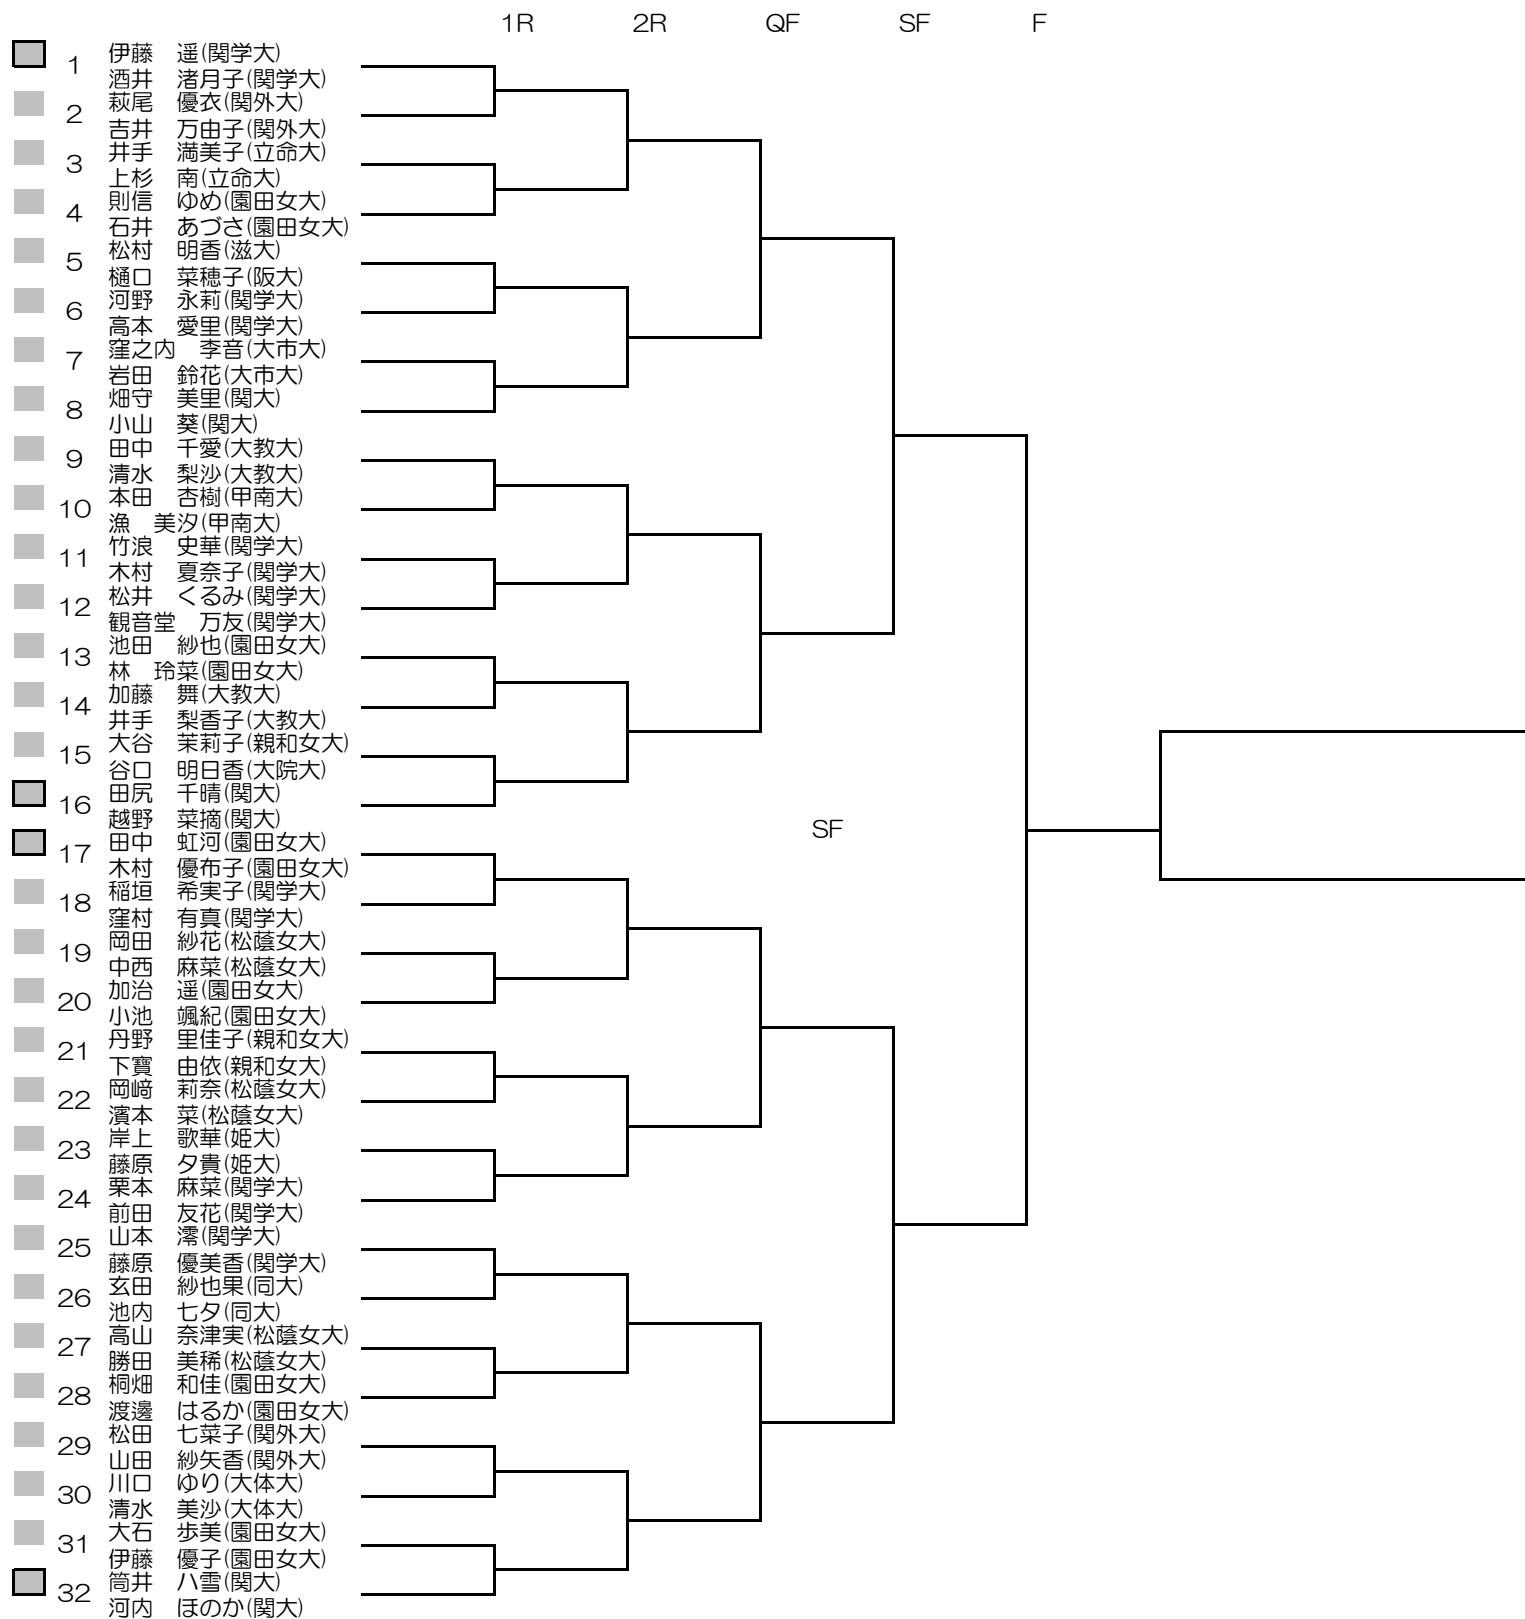 1R 2R QF SF F
伊藤　遥(関学大)
1
酒井　渚月子(関学大)
萩尾　優衣(関外大)
2
吉井　万由子(関外大)
井手　満美子(立命大)
3
上杉　南(立命大)
則信　ゆめ(園田女大)
4
石井　あづさ(園田女大)
松村　明香(滋大)
5
樋口　菜穂子(阪大)
河野　永莉(関学大)
6
高本　愛里(関学大)
窪之内　李音(大市大)
7
岩田　鈴花(大市大)
畑守　美里(関大)
8
小山　葵(関大)
田中　千愛(大教大)
9
清水　梨沙(大教大)
本田　杏樹(甲南大)
10
漁　美汐(甲南大)
竹浪　史華(関学大)
11
木村　夏奈子(関学大)
松井　くるみ(関学大)
12
観音堂　万友(関学大)
池田　紗也(園田女大)
13
林　玲菜(園田女大)
加藤　舞(大教大)
14
井手　梨香子(大教大)
大谷　茉莉子(親和女大)
15
谷口　明日香(大院大)
田尻　千晴(関大)
16
越野　菜摘(関大)
SF
田中　虹河(園田女大)
17
木村　優布子(園田女大)
稲垣　希実子(関学大)
18
窪村　有真(関学大)
岡田　紗花(松蔭女大)
19
中西　麻菜(松蔭女大)
加治　遥(園田女大)
20
小池　颯紀(園田女大)
丹野　里佳子(親和女大)
21
下寶　由依(親和女大)
岡﨑　莉奈(松蔭女大)
22
濱本　菜(松蔭女大)
岸上　歌華(姫大)
23
藤原　夕貴(姫大)
栗本　麻菜(関学大)
24
前田　友花(関学大)
山本　澪(関学大)
25
藤原　優美香(関学大)
玄田　紗也果(同大)
26
池内　七夕(同大)
高山　奈津実(松蔭女大)
27
勝田　美稀(松蔭女大)
桐畑　和佳(園田女大)
28
渡邊　はるか(園田女大)
松田　七菜子(関外大)
29
山田　紗矢香(関外大)
川口　ゆり(大体大)
30
清水　美沙(大体大)
大石　歩美(園田女大)
31
伊藤　優子(園田女大)
筒井　八雪(関大)
32
河内　ほのか(関大)